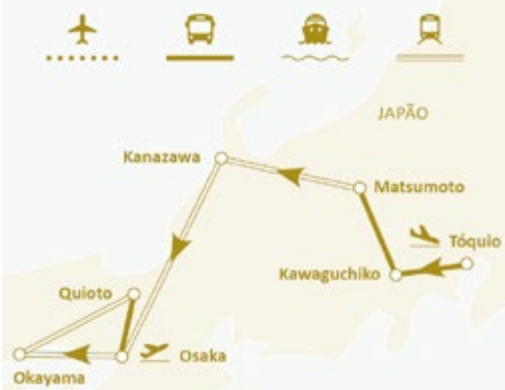 JAPÃO
Kanazawa
Matsumoto
Tóquio
Kawaguchiko
Quioto
Osaka
Okayama